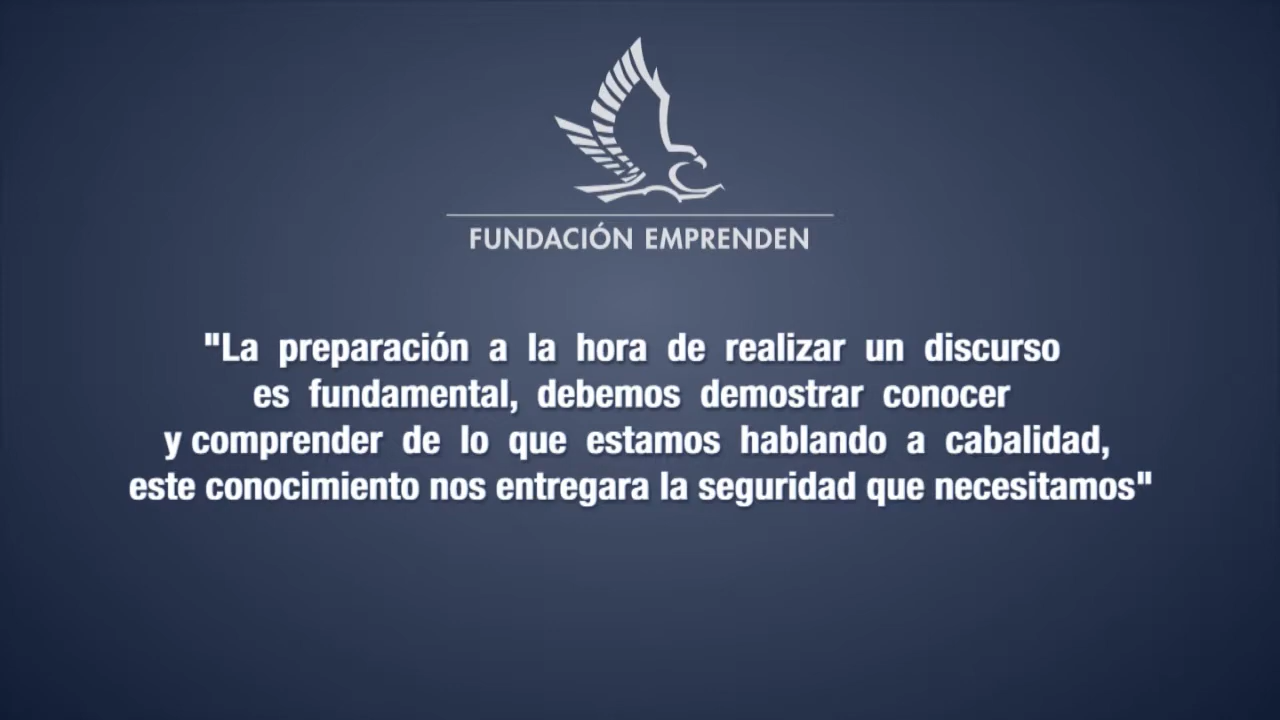 FUNDACIÓN EMPRENDEN
"La preparación a la hora de realizar un discurso
es fundamental, debemos demostrar conocer
y comprender de lo que estamos hablando a cabalidad,
este conocimiento nos entregara la seguridad que necesitamos"